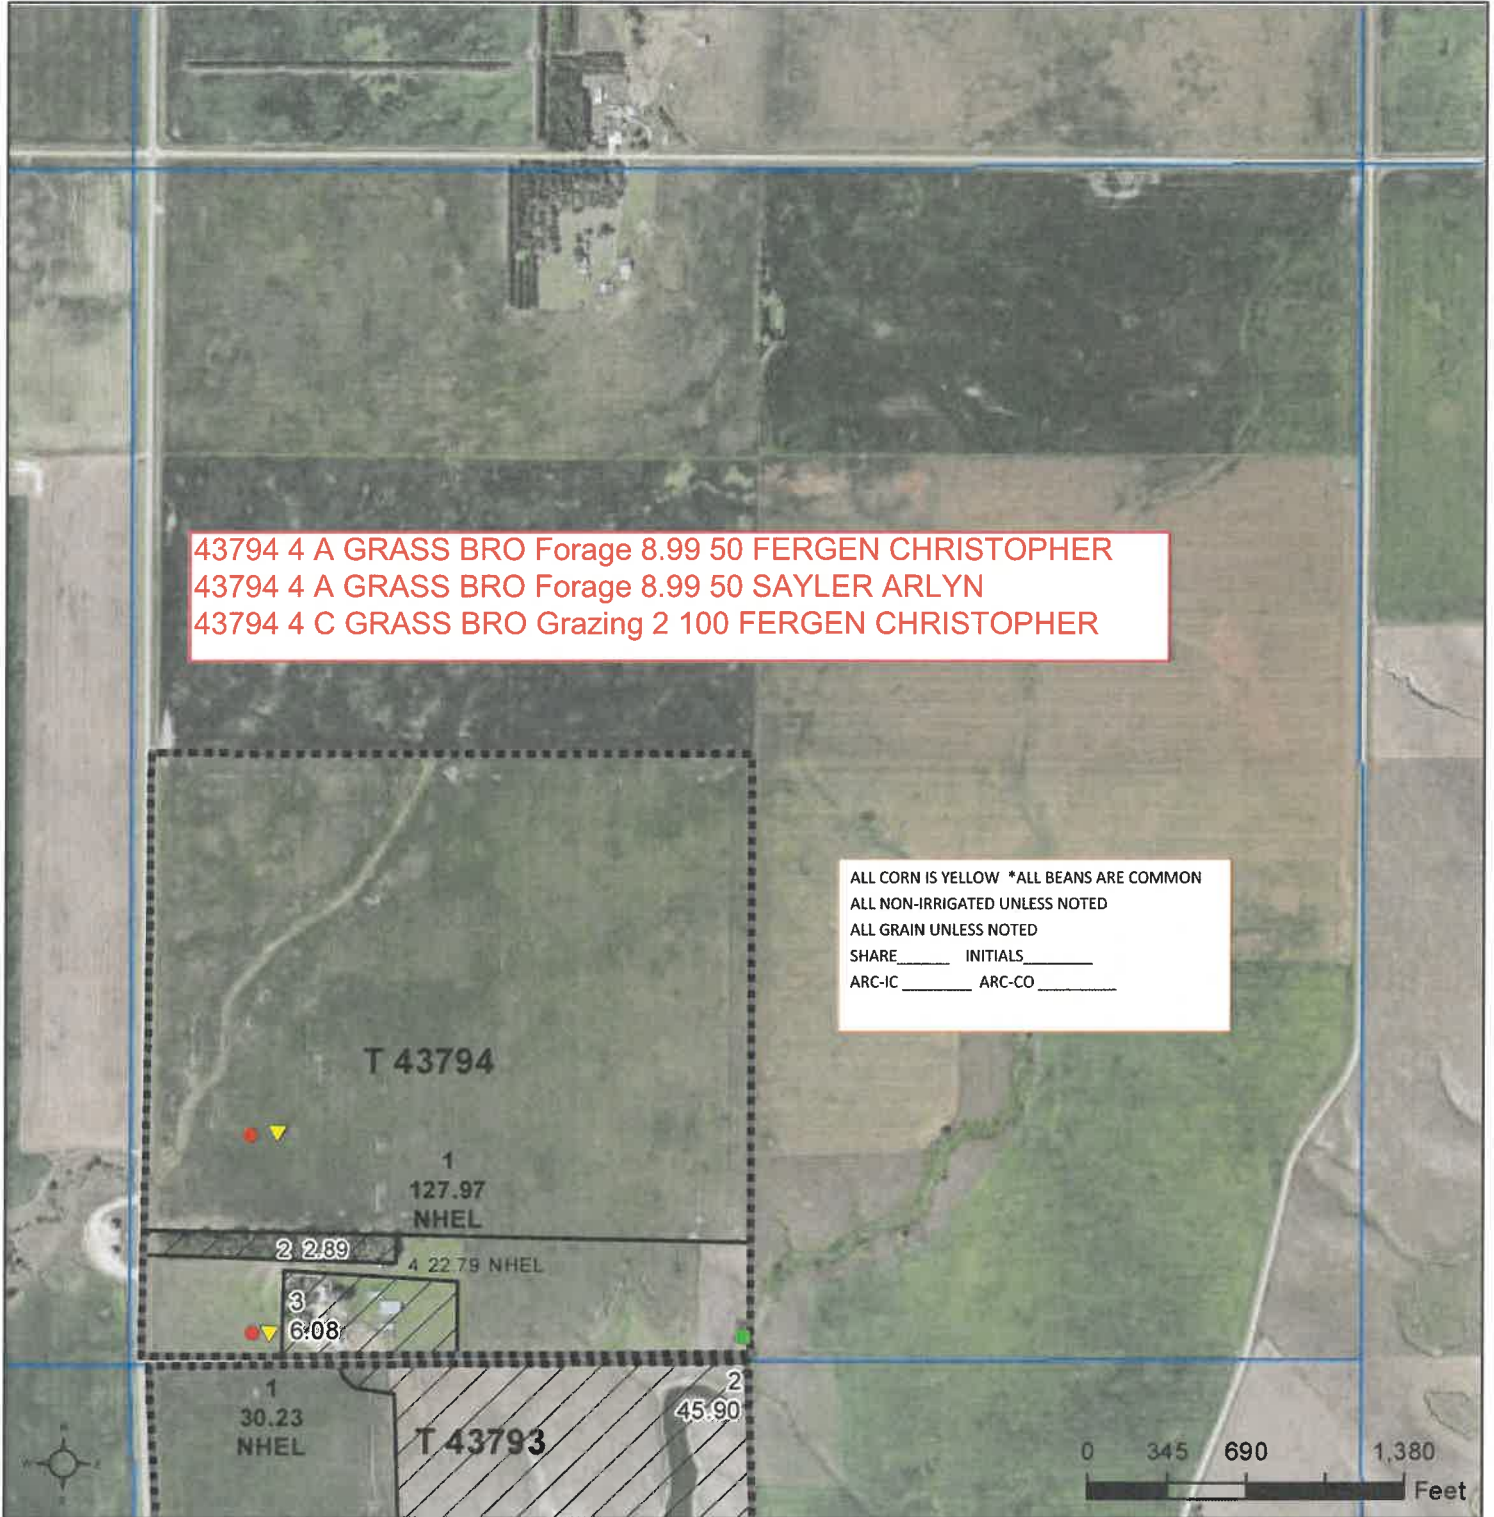 43794 4 A GRASS BRO Forage 8.99 50 FERGEN CHRISTOPHER
43794 4 A GRASS BRO Forage 8.99 50 SAYLER ARLYN
43794 4 C GRASS BRO Grazing 2 100 FERGEN CHRISTOPHER
ALL CORN IS YELLOW *ALL BEANS ARE COMMON
ALL NON-IRRIGATED UNLESS NOTED
ALL GRAIN UNLESS NOTED
SHARE______ INITIALS________
ARC-IC ________ ARC-CO _________
T 43794
1
127.97
NHEL
2 2.89
4 22.79 NHEL
3
6.08
1
30.23
NHEL
T 43793
2
45.90
0 345 690 1,380
Feet